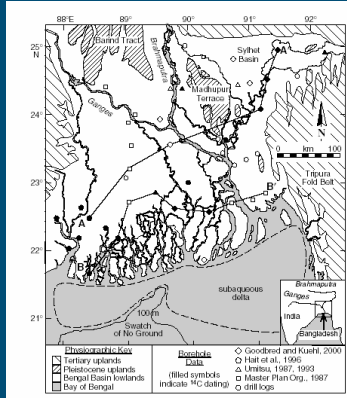 88°E 89° 90° 91° 92°
25°
N
24°
23°
22°
21°
Barind Tract
Brahmaputra
Sylhet
Basin
A'
Madhupur
Terrace
Ganges
N
0 km 100
Tripura
Fold Belt
A
B'
B
subaqueous
delta
100 m
Swatch
of No Ground
Brahmaputra
Ganges
India
Bangladesh
Physiographic Key
Tertiary uplands
Pleistocene uplands
Bengal Basin lowlands
Bay of Bengal
Borehole
Data
(filled symbols
indicate 14C dating)
Goodbred and Kuehl, 2000
Hait et al., 1996
Umitsu, 1987, 1993
Master Plan Org., 1987
drill logs